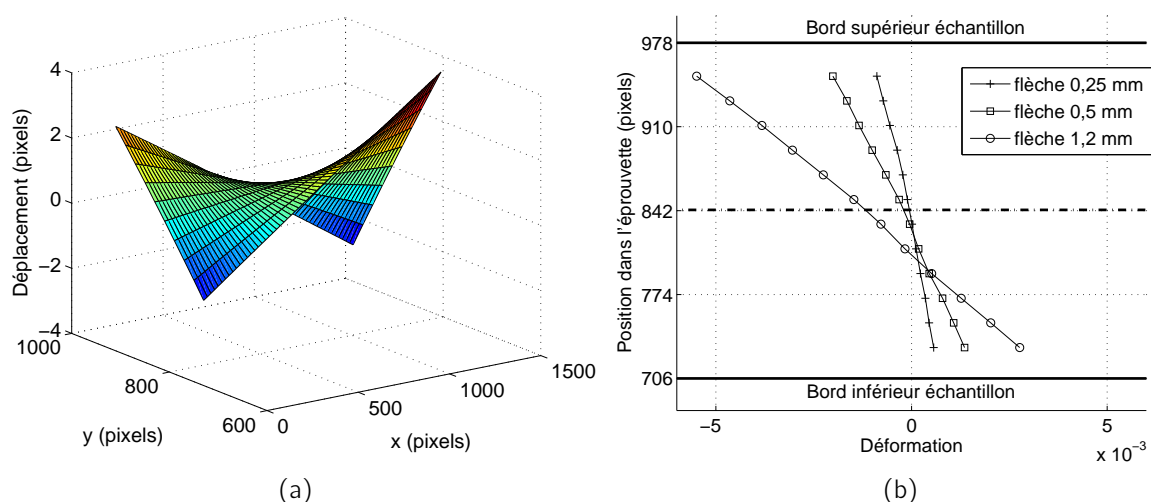 4
2
0
−2
−4
Déplacement (pixels)
1000
800
600
y (pixels)
0
500
1000
1500
x (pixels)
(a)
Bord supérieur échantillon
978
910
842
774
706
Position dans l'éprouvette (pixels)
flèche 0,25 mm
flèche 0,5 mm
flèche 1,2 mm
Bord inférieur échantillon
−5
0
5
x 10⁻³
Déformation
(b)